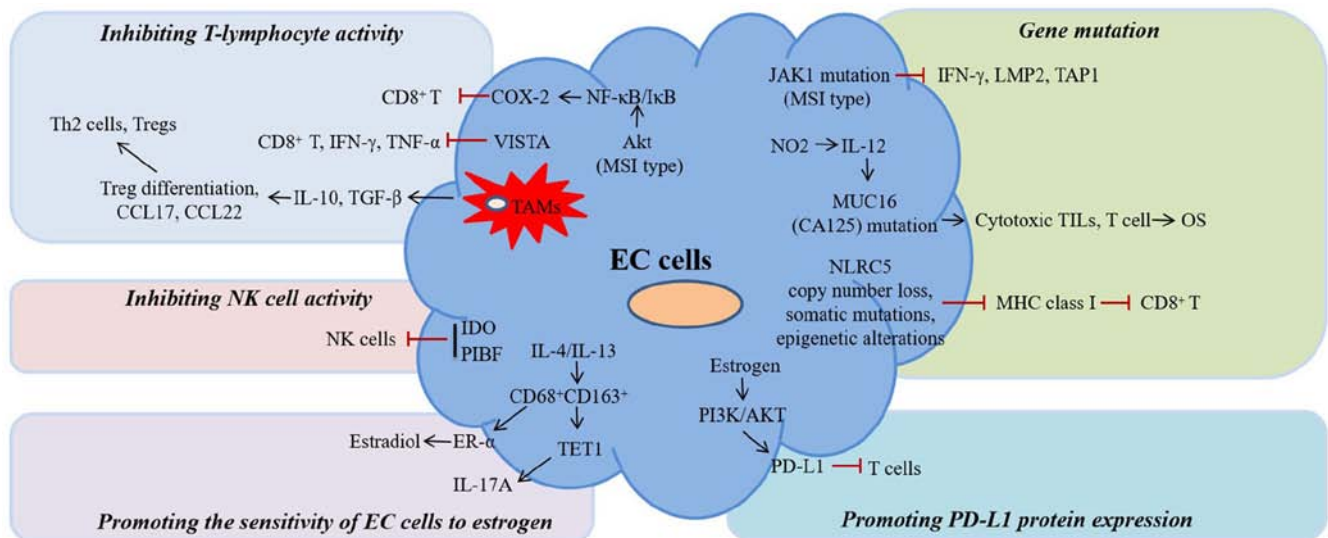 Inhibiting T-lymphocyte activity
CD8⁺ T COX-2 NF-κB/IκB
Th2 cells, Tregs
CD8⁺ T, IFN-γ, TNF-α VISTA Akt
(MSI type)
Treg differentiation, IL-10, TGF-β
CCL17, CCL22
TAMs
Gene mutation
JAK1 mutation IFN-γ, LMP2, TAP1
(MSI type)
NO2 IL-12
MUC16
(CA125) mutation Cytotoxic TILs, T cell OS
EC cells
NLRC5
copy number loss,
somatic mutations,
epigenetic alterations
MHC class I CD8⁺ T
Inhibiting NK cell activity
NK cells
IDO
PIBF
IL-4/IL-13
CD68⁺CD163⁺
Estradiol ER-α
TET1
IL-17A
Promoting the sensitivity of EC cells to estrogen
Estrogen
PI3K/AKT
PD-L1 T cells
Promoting PD-L1 protein expression